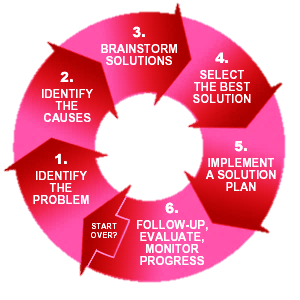 1.
IDENTIFY
THE
PROBLEM
2.
IDENTIFY
THE
CAUSES
3.
BRAINSTORM
SOLUTIONS
4.
SELECT
THE BEST
SOLUTION
5.
IMPLEMENT
A SOLUTION
PLAN
6.
FOLLOW-UP,
EVALUATE,
MONITOR
PROGRESS
START
OVER?